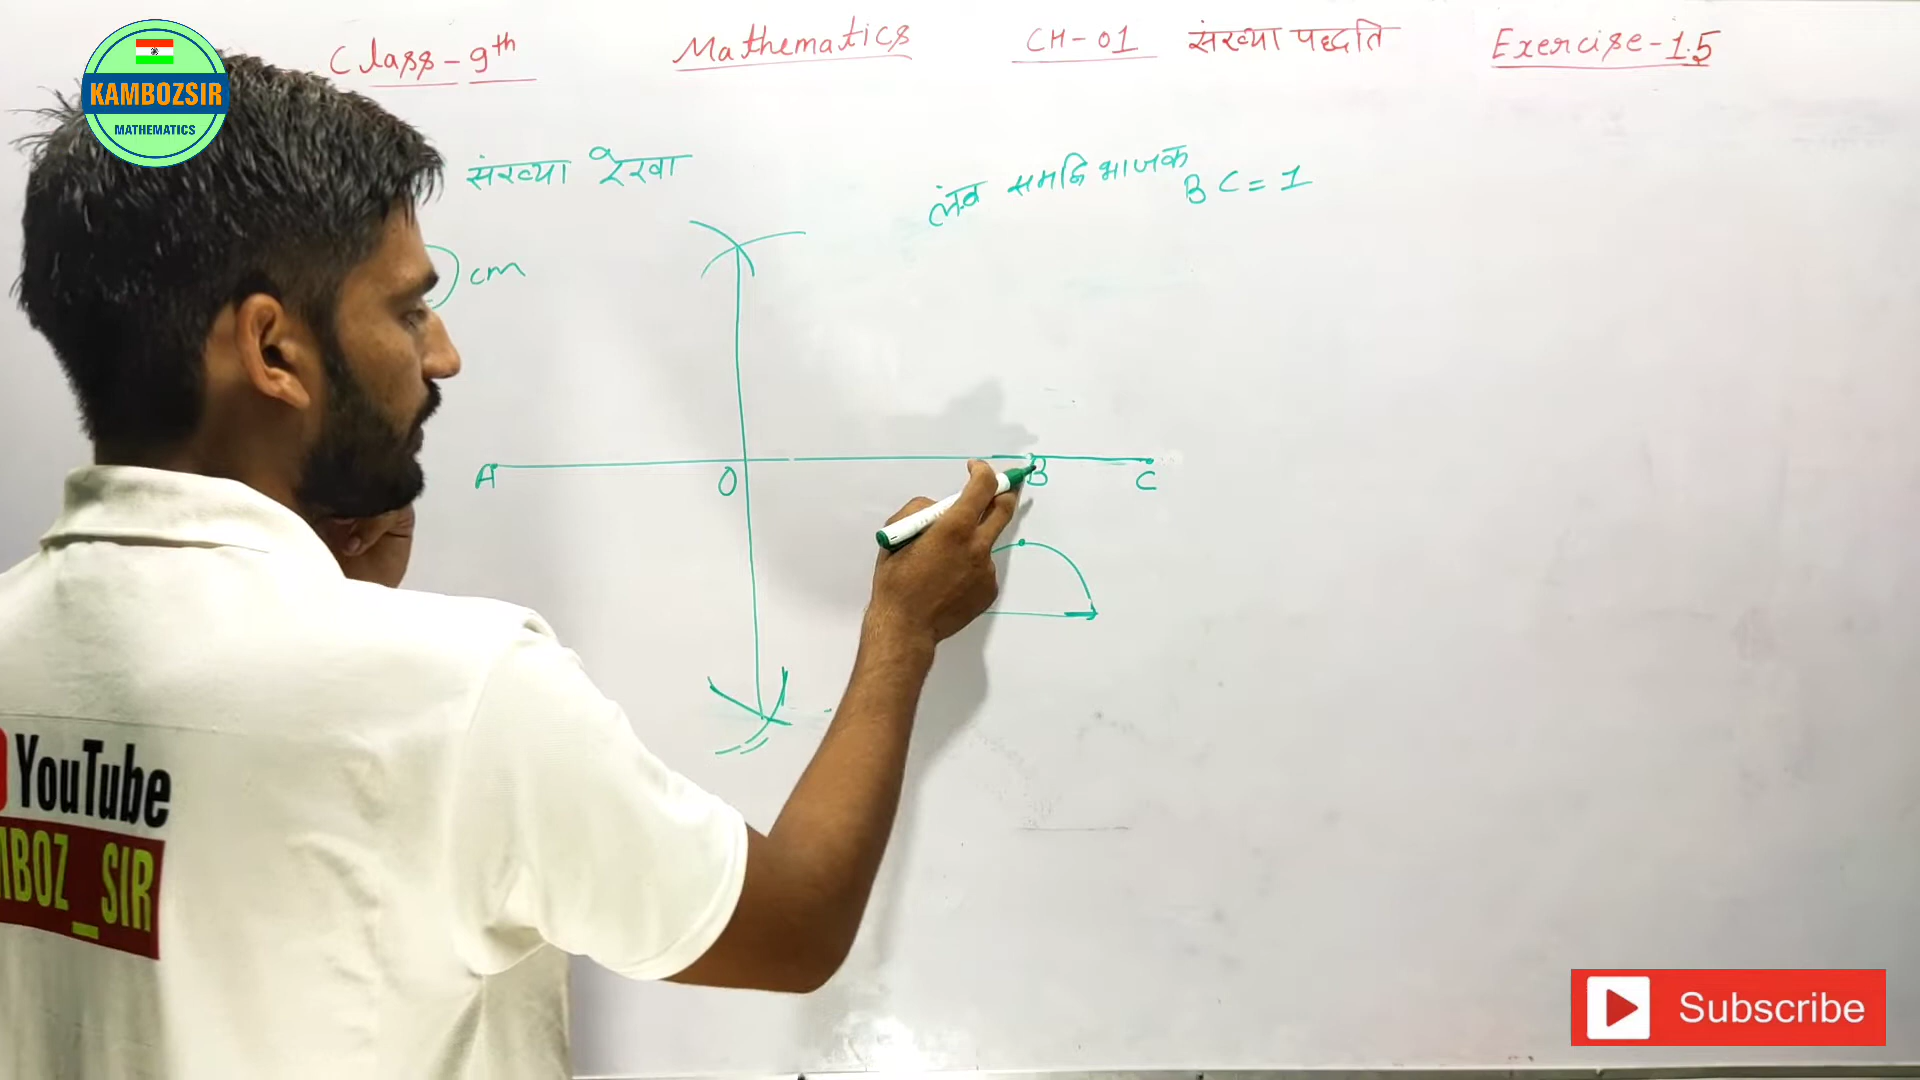 Class-9th Mathematics CH-01 संख्या पद्धति Exercise-1.5
KAMBOZSIR
MATHEMATICS
संख्या रेखा
लंब समद्विभाजक
BC = 1
cm
A O B C
YouTube
MBOZ_SIR
Subscribe